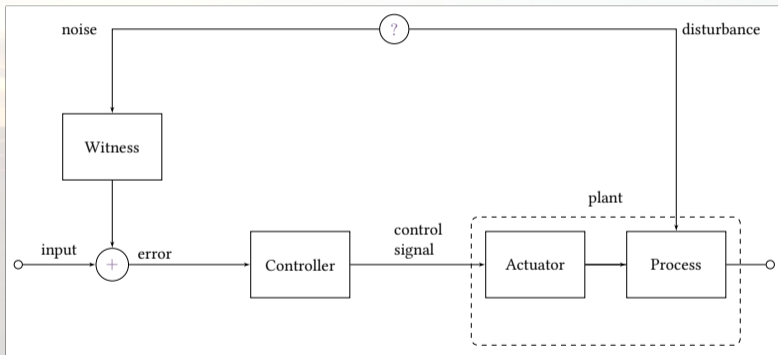 noise
?
disturbance
Witness
plant
input
+
error
Controller
control
signal
Actuator
Process